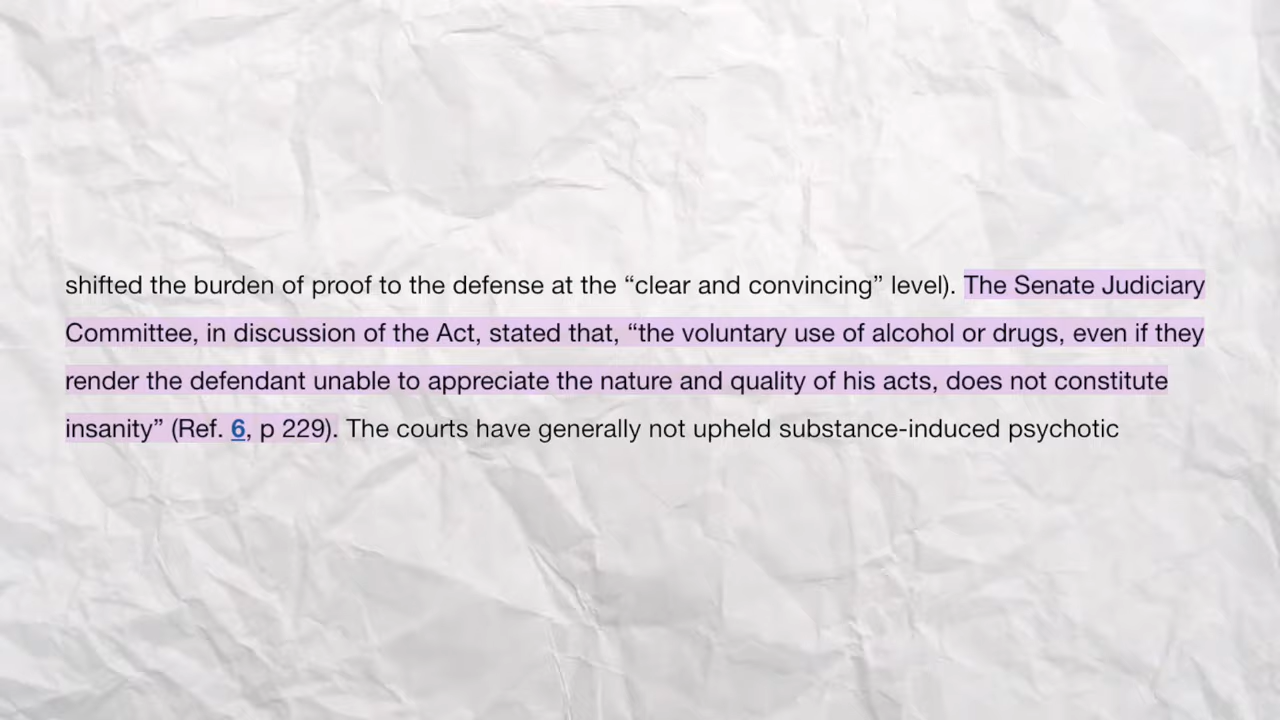 shifted the burden of proof to the defense at the “clear and convincing” level). The Senate Judiciary
Committee, in discussion of the Act, stated that, “the voluntary use of alcohol or drugs, even if they
render the defendant unable to appreciate the nature and quality of his acts, does not constitute
insanity” (Ref. 6, p 229). The courts have generally not upheld substance-induced psychotic